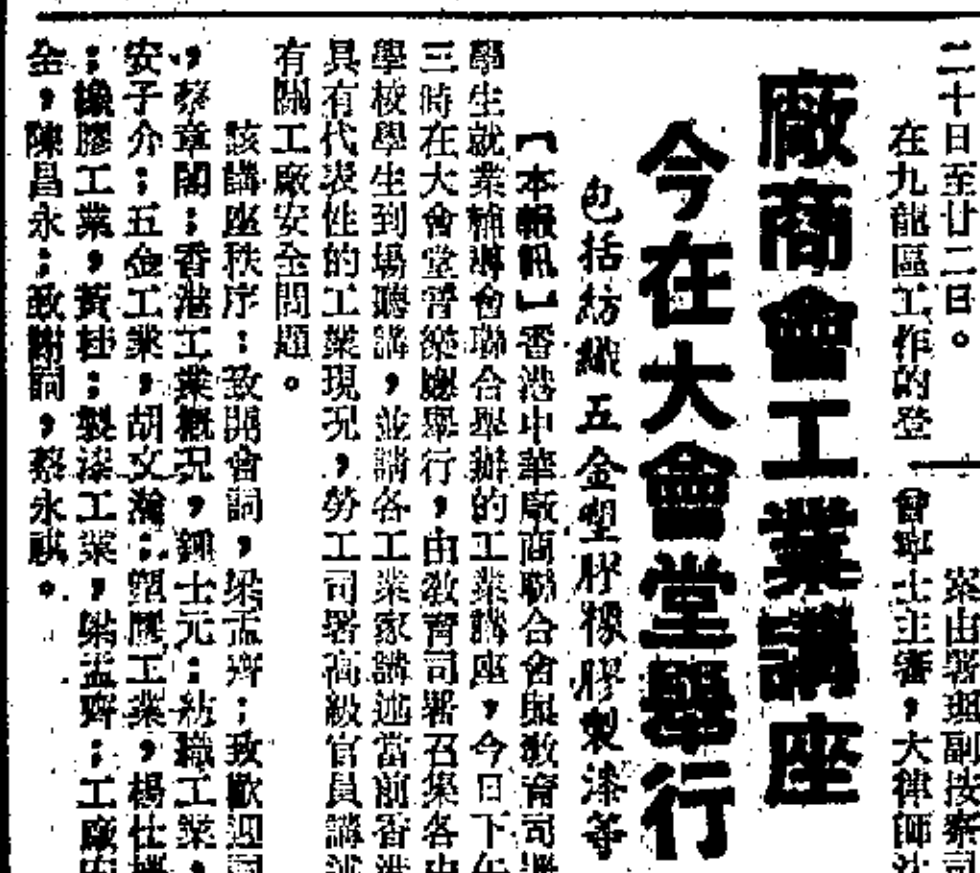 二十日至廿二日。
在九龍區工作的登
案由署理副按察司
會寧士主審，大律師沈
廠商會工業講座
今在大會堂舉行
包括紡織五金塑膠橡膠製漆等
【本報訊】香港中華廠商聯合會與教育司署
學生就業輔導會聯合舉辦的工業講座，今日下午
三時在大會堂音樂廳舉行，由教育司署召集各中
學校學生到場聽講，並請各工業家講述當前香港
具有代表性的工業現況，勞工司署高級官員講述
有關工廠安全問題。
該講座秩序：致開會詞，梁孟齊；致歡迎詞
，蔡章閣；香港工業概况，鍾士元；紡織工業，
安子介；五金工業，胡文瀚；塑膠工業，楊仕
；橡膠工業，黃桂；製漆工業，梁孟齊；工廠安
全，陳昌永；致謝詞，蔡永祺。